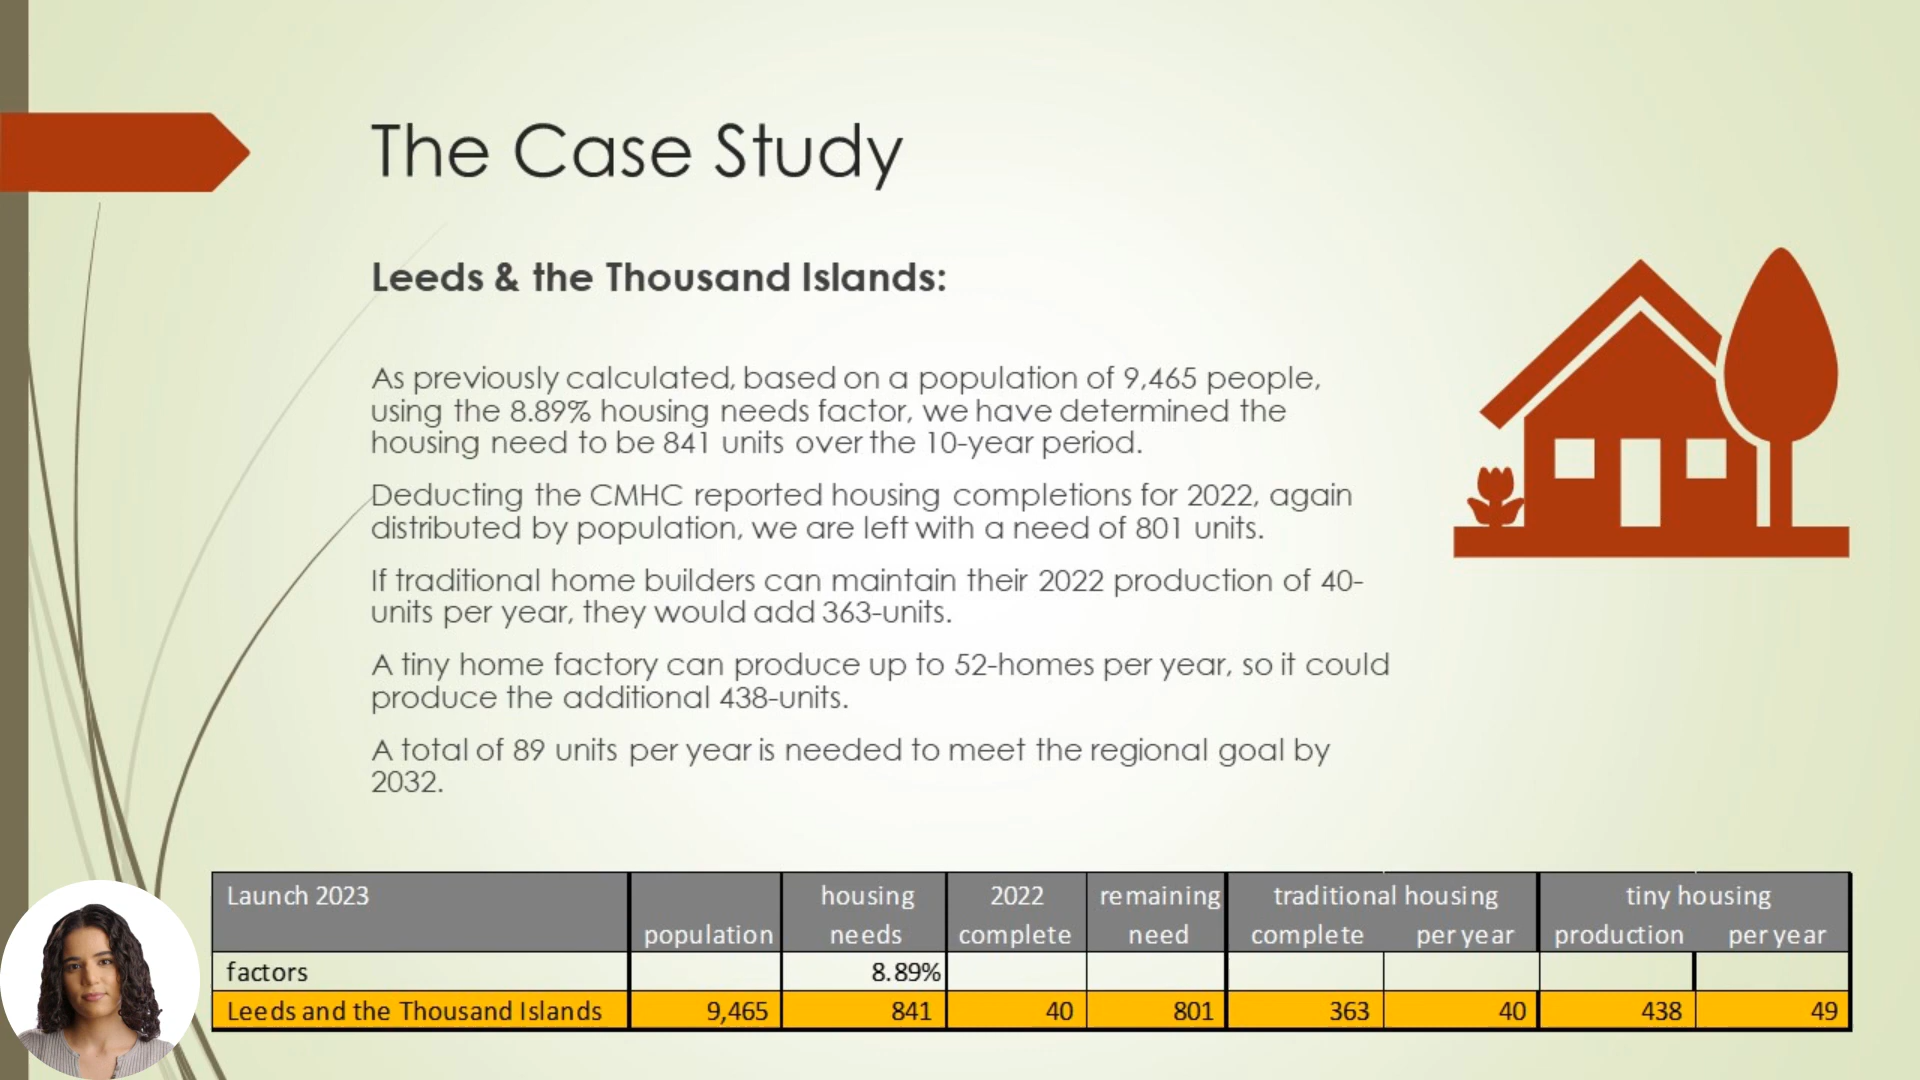 The Case Study
Leeds & the Thousand Islands:
As previously calculated, based on a population of 9,465 people,
using the 8.89% housing needs factor, we have determined the
housing need to be 841 units over the 10-year period.
Deducting the CMHC reported housing completions for 2022, again
distributed by population, we are left with a need of 801 units.
If traditional home builders can maintain their 2022 production of 40-
units per year, they would add 363-units.
A tiny home factory can produce up to 52-homes per year, so it could
produce the additional 438-units.
A total of 89 units per year is needed to meet the regional goal by
2032.
Launch 2023 housing 2022 remaining traditional housing tiny housing
population needs complete need complete per year production per year
factors 8.89%
Leeds and the Thousand Islands 9,465 841 40 801 363 40 438 49